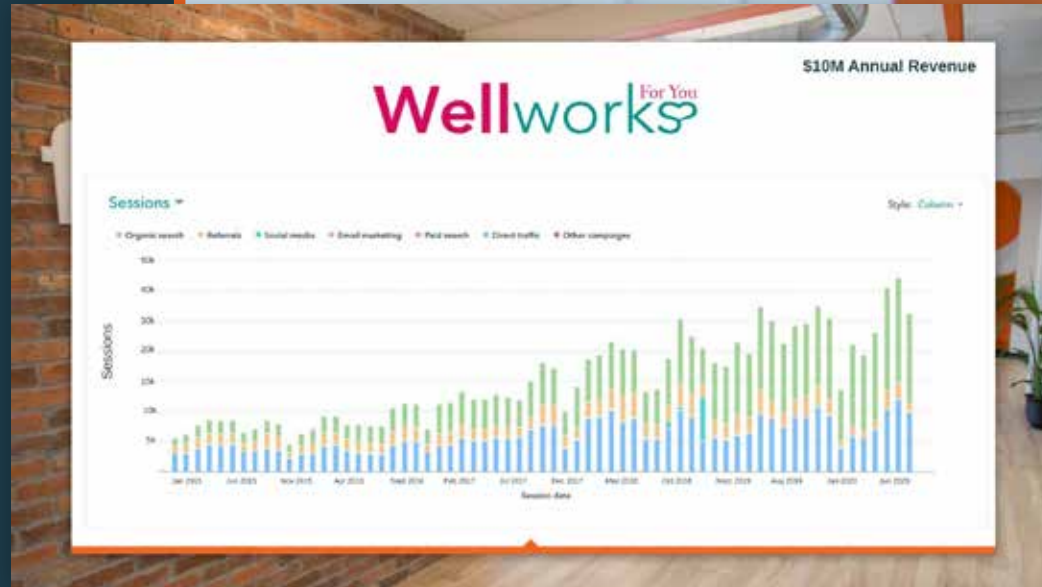 $10M Annual Revenue
Wellworks For You
Sessions
Style: Column
Organic search Referrals Social media Email marketing Paid search Direct traffic Other campaigns
50k
40k
30k
20k
15k
10k
5k
Sessions
Jan 2015 Jun 2015 Nov 2015 Apr 2016 Sept 2016 Feb 2017 Jul 2017 Dec 2017 May 2018 Oct 2018 Aug 2019 Jan 2020 Jun 2020
Session date